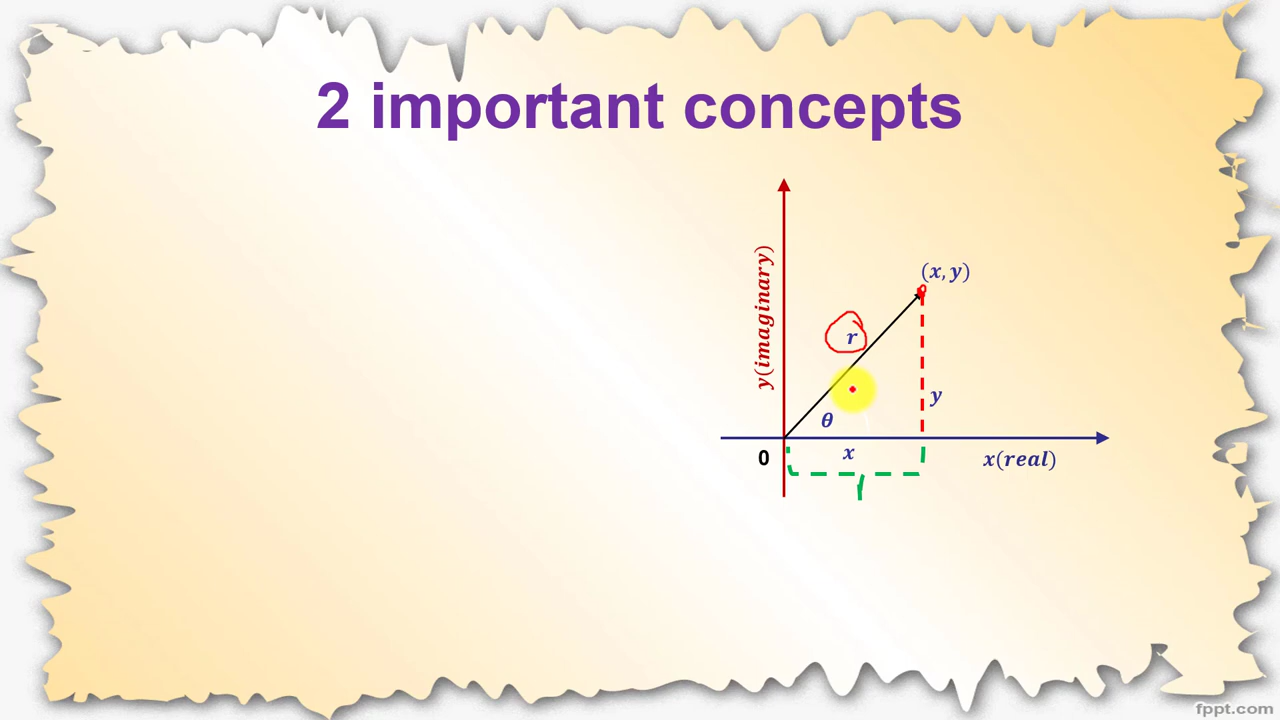 2 important concepts
y(imaginary)
(x, y)
r
y
θ
0
x
x(real)
fppt.com